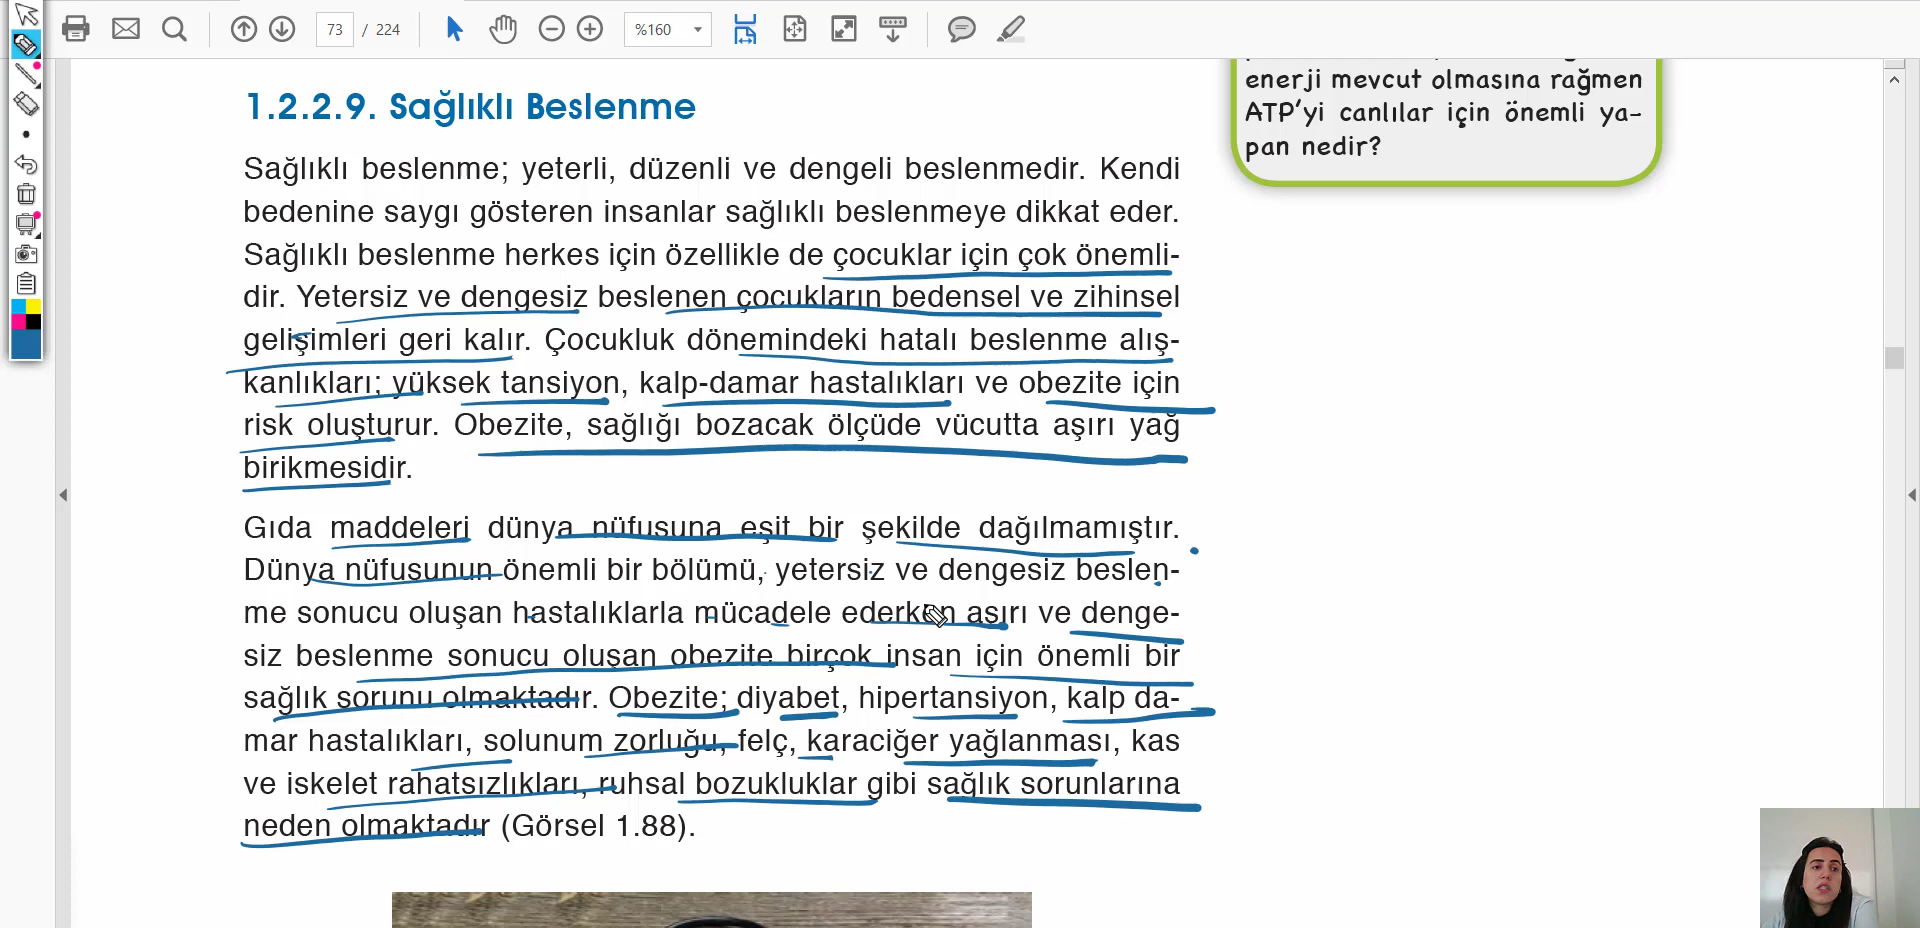 73 / 224
%160
enerji mevcut olmasına rağmen
ATP'yi canlılar için önemli ya-
pan nedir?
1.2.2.9. Sağlıklı Beslenme
Sağlıklı beslenme; yeterli, düzenli ve dengeli beslenmedir. Kendi
bedenine saygı gösteren insanlar sağlıklı beslenmeye dikkat eder.
Sağlıklı beslenme herkes için özellikle de çocuklar için çok önemli-
dir. Yetersiz ve dengesiz beslenen çocukların bedensel ve zihinsel
gelişimleri geri kalır. Çocukluk dönemindeki hatalı beslenme alış-
kanlıkları; yüksek tansiyon, kalp-damar hastalıkları ve obezite için
risk oluşturur. Obezite, sağlığı bozacak ölçüde vücutta aşırı yağ
birikmesidir.
Gıda maddeleri dünya nüfusuna eşit bir şekilde dağılmamıştır.
Dünya nüfusunun önemli bir bölümü, yetersiz ve dengesiz beslen-
me sonucu oluşan hastalıklarla mücadele ederken aşırı ve denge-
siz beslenme sonucu oluşan obezite birçok insan için önemli bir
sağlık sorunu olmaktadır. Obezite; diyabet, hipertansiyon, kalp da-
mar hastalıkları, solunum zorluğu, felç, karaciğer yağlanması, kas
ve iskelet rahatsızlıkları, ruhsal bozukluklar gibi sağlık sorunlarına
neden olmaktadır (Görsel 1.88).